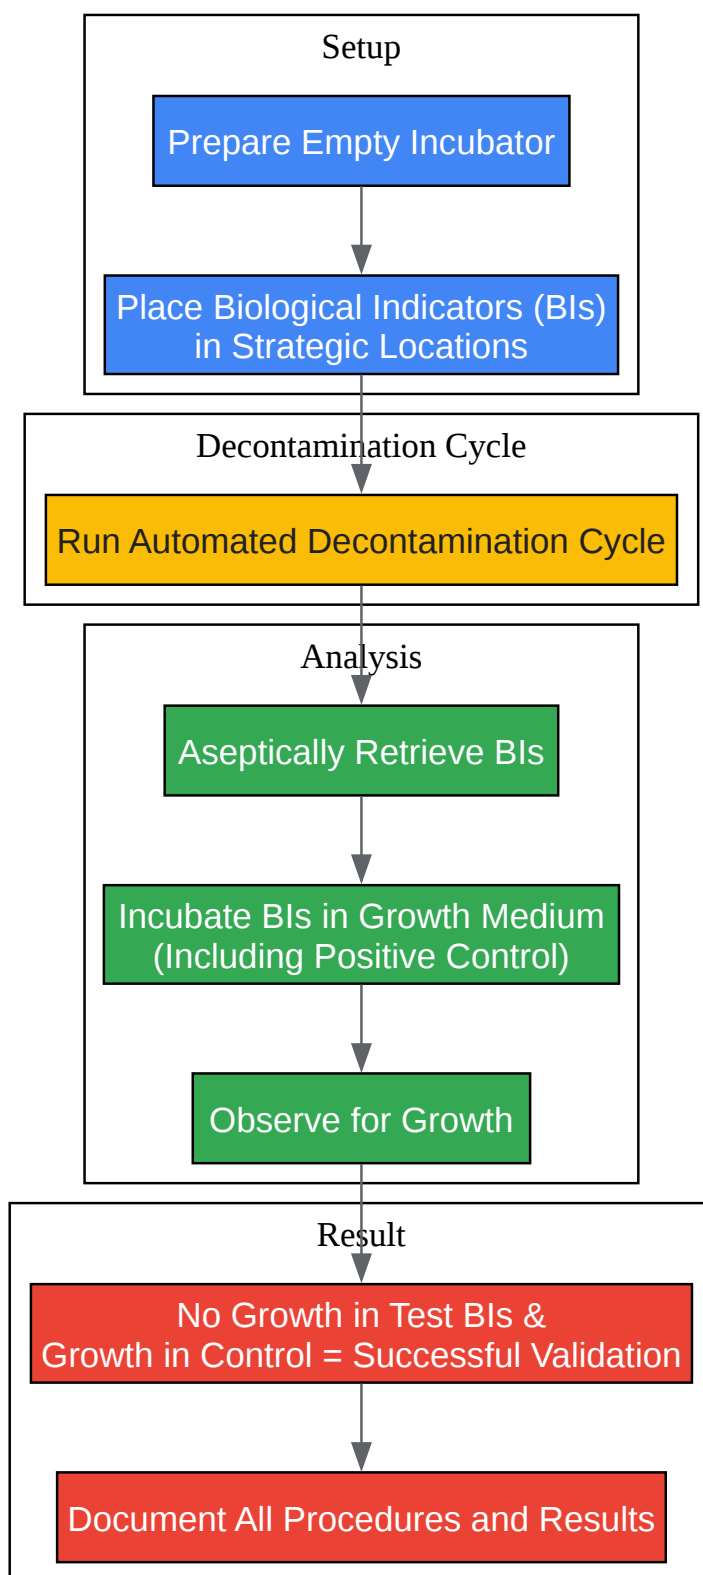 Setup
Prepare Empty Incubator
Place Biological Indicators (BIs)
in Strategic Locations
Decontamination Cycle
Run Automated Decontamination Cycle
Analysis
Aseptically Retrieve BIs
Incubate BIs in Growth Medium
(Including Positive Control)
Observe for Growth
Result
No Growth in Test BIs &
Growth in Control = Successful Validation
Document All Procedures and Results